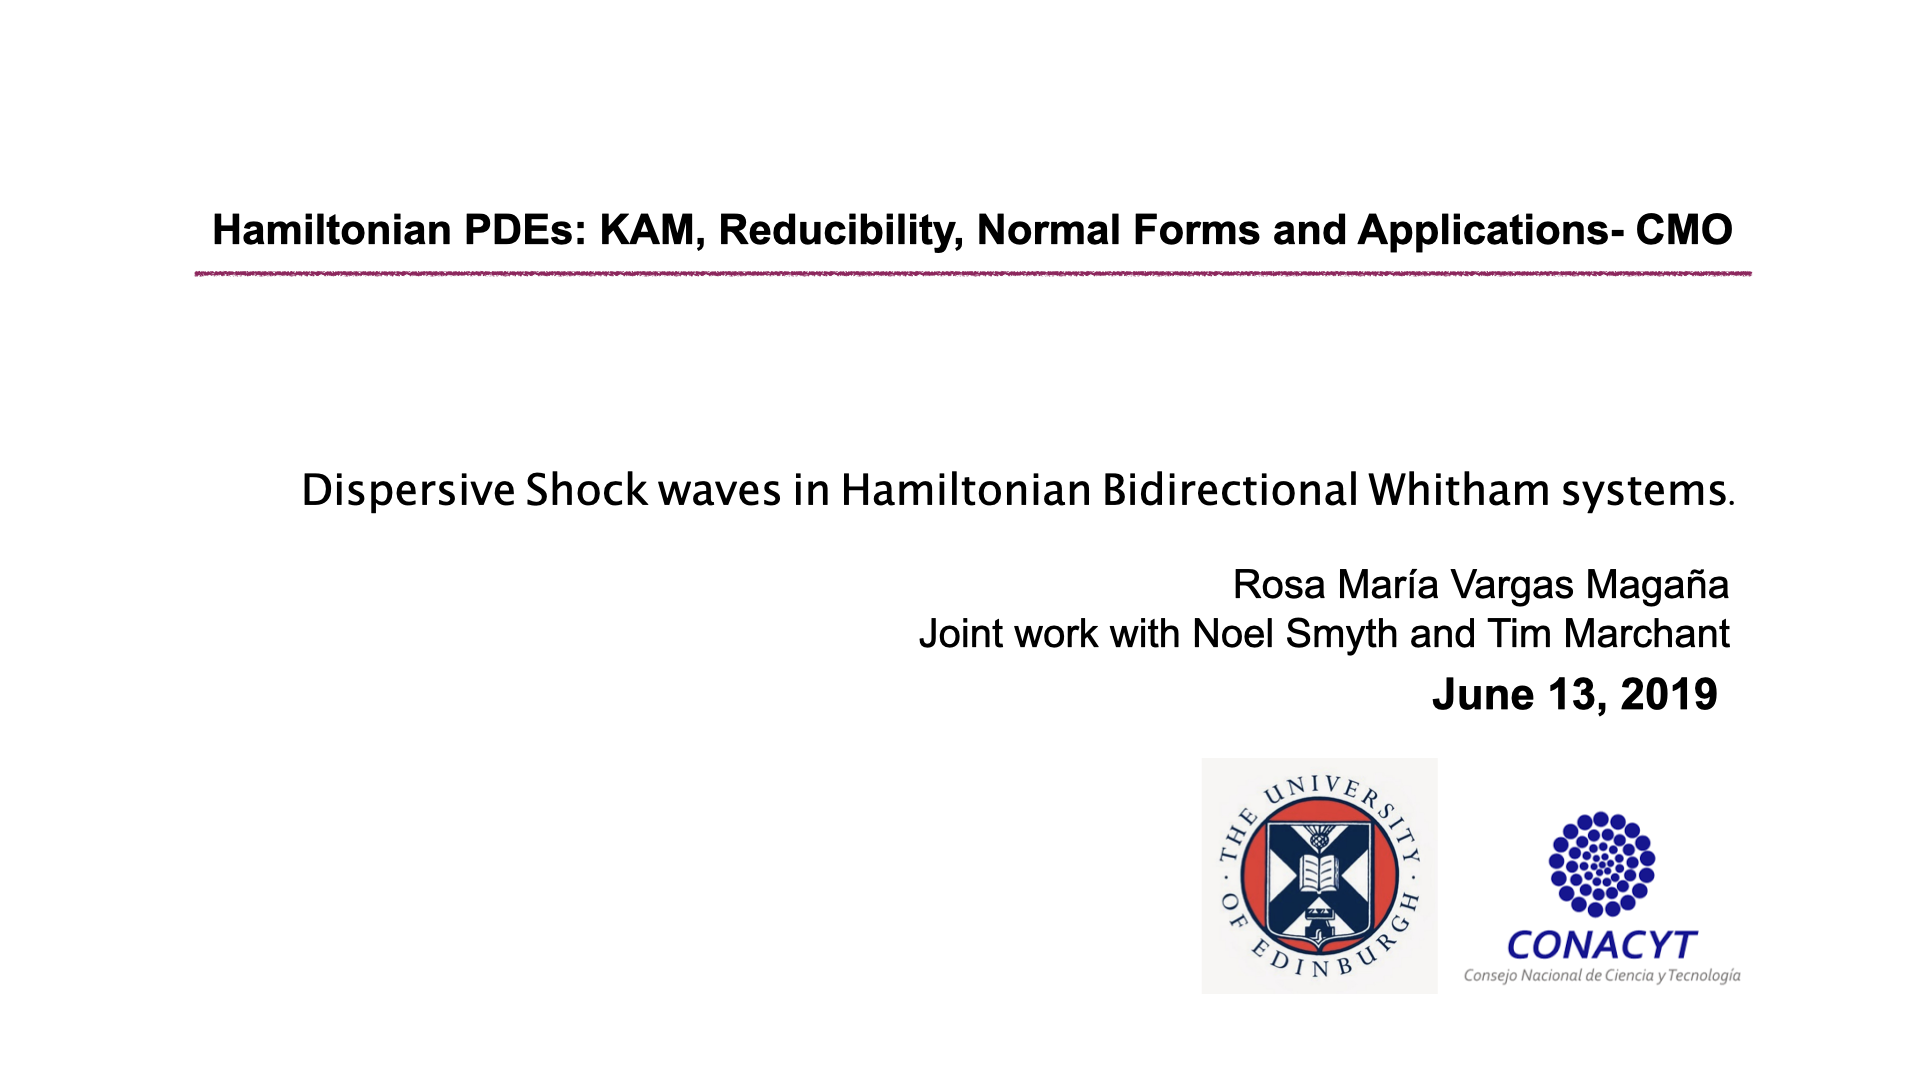 Hamiltonian PDEs: KAM, Reducibility, Normal Forms and Applications- CMO
Dispersive Shock waves in Hamiltonian Bidirectional Whitham systems.
Rosa María Vargas Magaña
Joint work with Noel Smyth and Tim Marchant
June 13, 2019
THE UNIVERSITY OF EDINBURGH
CONACYT
Consejo Nacional de Ciencia y Tecnología